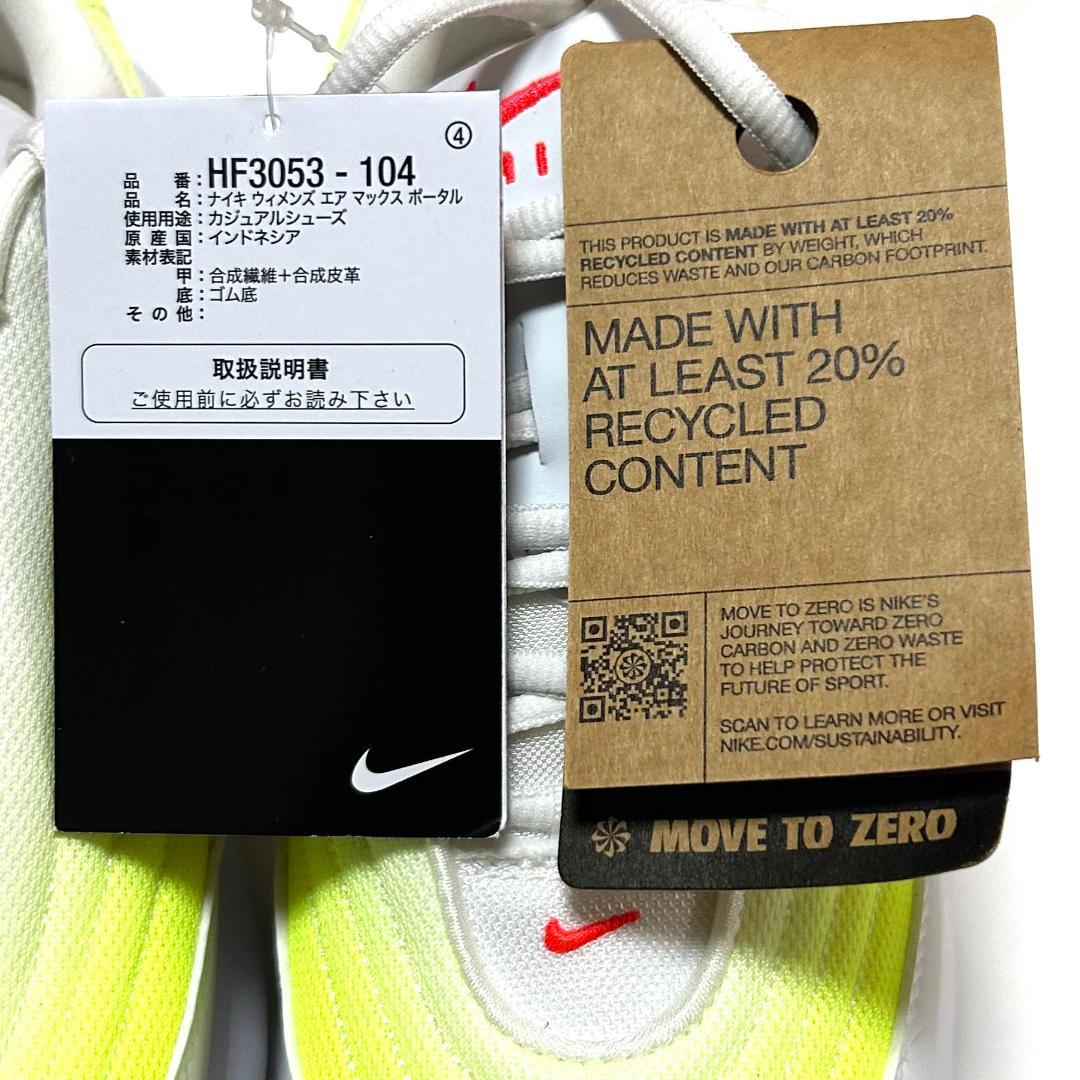 ④
品　番：HF3053 - 104
品　名：ナイキ ウィメンズ エア マックス ポータル
使用用途：カジュアルシューズ
原 産 国：インドネシア
素材表記
甲：合成繊維＋合成皮革
底：ゴム底
そ の 他：
取扱説明書
ご使用前に必ずお読み下さい
THIS PRODUCT IS MADE WITH AT LEAST 20%
RECYCLED CONTENT BY WEIGHT, WHICH
REDUCES WASTE AND OUR CARBON FOOTPRINT.
MADE WITH
AT LEAST 20%
RECYCLED
CONTENT
MOVE TO ZERO IS NIKE'S
JOURNEY TOWARD ZERO
CARBON AND ZERO WASTE
TO HELP PROTECT THE
FUTURE OF SPORT.
SCAN TO LEARN MORE OR VISIT
NIKE.COM/SUSTAINABILITY.
MOVE TO ZERO